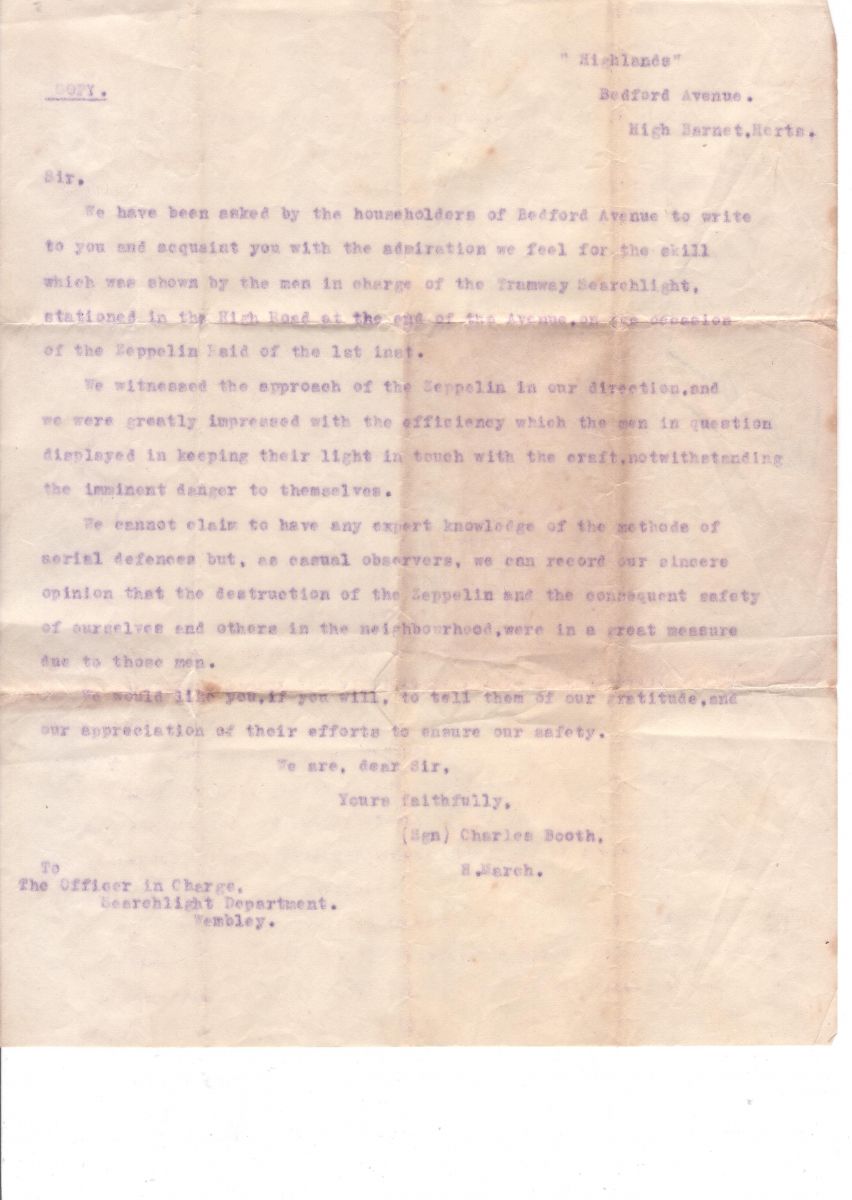 " Highlands"
COPY.
Bedford Avenue.
High Barnet,Herts.
Sir.
We have been asked by the householders of Bedford Avenue to write
to you and acquaint you with the admiration we feel for the skill
which was shown by the men in charge of the Tramway Searchlight,
stationed in the High Road at the end of the Avenue,on the occasion
of the Zeppelin Raid of the 1st inst.
We witnessed the approach of the Zeppelin in our direction,and
we were greatly impressed with the efficiency which the men in question
displayed in keeping their light in touch with the craft,notwithstanding
the imminent danger to themselves.
We cannot claim to have any expert knowledge of the methods of
aerial defences but, as casual observers, we can record our sincere
opinion that the destruction of the Zeppelin and the consequent safety
of ourselves and others in the neighbourhood,were in a great measure
due to those men.
We would like you,if you will, to tell them of our gratitude,and
our appreciation of their efforts to ensure our safety.
We are, dear Sir,
Yours faithfully,
(Sgn) Charles Booth.
H.March.
To
The Officer in Charge,
Searchlight Department.
Wembley.